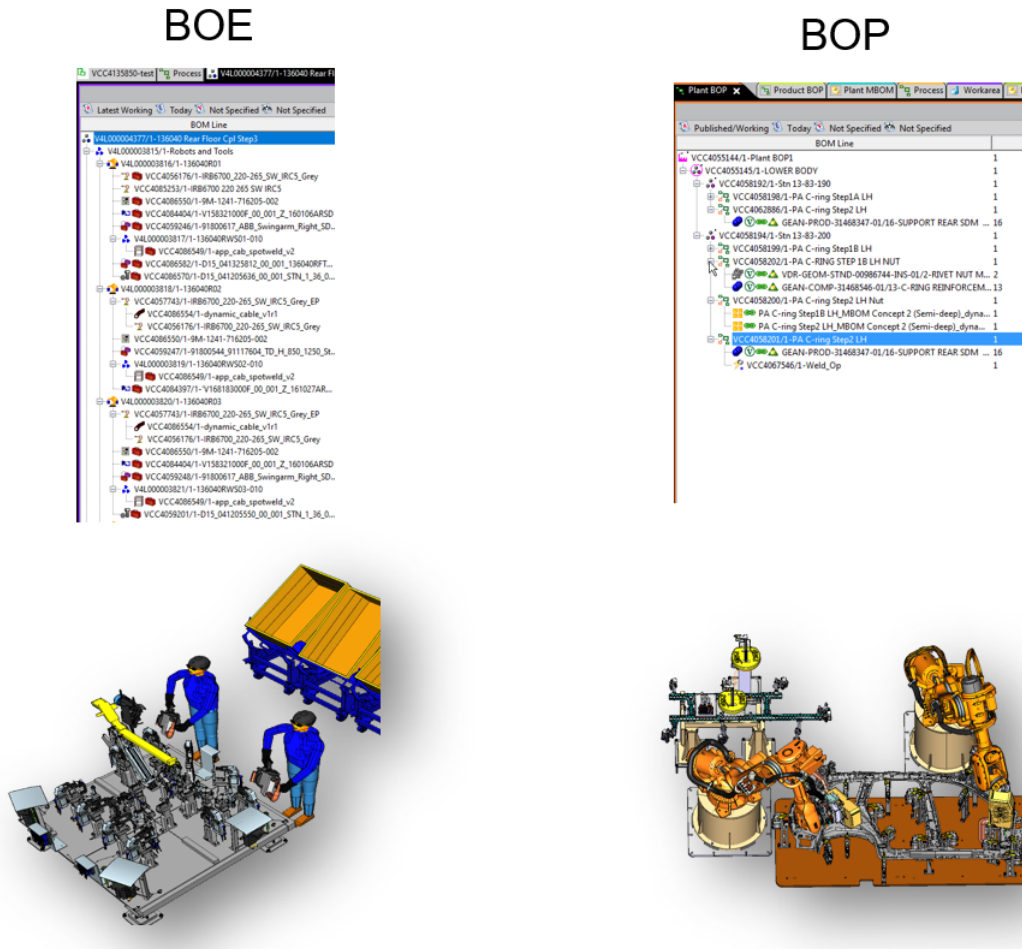 BOE
BOP
VCC4135850-test Process V4L000004377/1-136040 Rear Fl
Latest Working Today Not Specified Not Specified
BOM Line
V4L000004377/1-136040 Rear Floor Cpl Step3
V4L000003815/1-Robots and Tools
V4L000003816/1-136040R01
VCC4056176/1-IRB6700_220-265_SW_IRC5_Grey
VCC4085253/1-IRB6700 220 265 SW IRC5
VCC4086550/1-9M-1241-716205-002
VCC4084404/1-V158321000F_00_001_Z_160106ARSD
VCC4059246/1-91800617_ABB_Swingarm_Right_SD..
V4L000003817/1-136040RWS01-010
VCC4086549/1-app_cab_spotweld_v2
VCC4086582/1-D15_041325812_00_001_136040RFT...
VCC4086570/1-D15_041205636_00_001_STN_1_36_0...
V4L000003818/1-136040R02
VCC4057743/1-IRB6700_220-265_SW_IRC5_Grey_EP
VCC4086554/1-dynamic_cable_v1r1
VCC4056176/1-IRB6700_220-265_SW_IRC5_Grey
VCC4086550/1-9M-1241-716205-002
VCC4059247/1-91800544_91117604_TD_H_850_1250_St..
V4L000003819/1-136040RWS02-010
VCC4086549/1-app_cab_spotweld_v2
VCC4084397/1-'V168183000F_00_001_Z_161027AR...
V4L000003820/1-136040R03
VCC4057743/1-IRB6700_220-265_SW_IRC5_Grey_EP
VCC4086554/1-dynamic_cable_v1r1
VCC4056176/1-IRB6700_220-265_SW_IRC5_Grey
VCC4086550/1-9M-1241-716205-002
VCC4084404/1-V158321000F_00_001_Z_160106ARSD
VCC4059248/1-91800617_ABB_Swingarm_Right_SD..
V4L000003821/1-136040RWS03-010
VCC4086549/1-app_cab_spotweld_v2
VCC4059201/1-D15_041205550_00_001_STN_1_36_0...
Plant BOP Product BOP Plant MBOM Process Workarea
Published/Working Today Not Specified Not Specified
BOM Line
VCC4055144/1-Plant BOP1 1
VCC4055145/1-LOWER BODY 1
VCC4058192/1-Stn 13-83-190 1
VCC4058198/1-PA C-ring Step1A LH 1
VCC4062886/1-PA C-ring Step2 LH 1
GEAN-PROD-31468347-01/16-SUPPORT REAR SDM ... 16
VCC4058194/1-Stn 13-83-200 1
VCC4058199/1-PA C-ring Step1B LH 1
VCC4058202/1-PA C-RING STEP 1B LH NUT 1
VDR-GEOM-STND-00986744-INS-01/2-RIVET NUT M... 2
GEAN-COMP-31468546-01/13-C-RING REINFORCEM... 13
VCC4058200/1-PA C-ring Step2 LH Nut 1
PA C-ring Step1B LH_MBOM Concept 2 (Semi-deep)_dyna... 1
PA C-ring Step2 LH_MBOM Concept 2 (Semi-deep)_dyna... 1
VCC4058201/1-PA C-ring Step2 LH 1
GEAN-PROD-31468347-01/16-SUPPORT REAR SDM ... 16
VCC4067546/1-Weld_Op 1